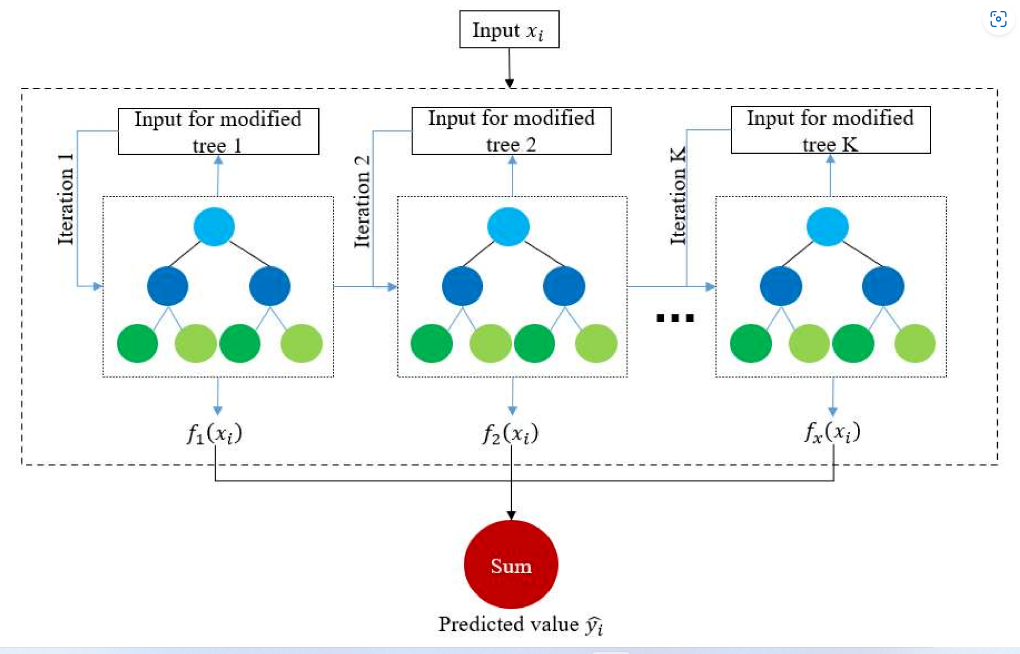 Input xᵢ
Input for modified
tree 1
Input for modified
tree 2
Input for modified
tree K
Iteration 1
Iteration 2
Iteration K
...
f₁(xᵢ)
f₂(xᵢ)
fₓ(xᵢ)
Sum
Predicted value ŷᵢ